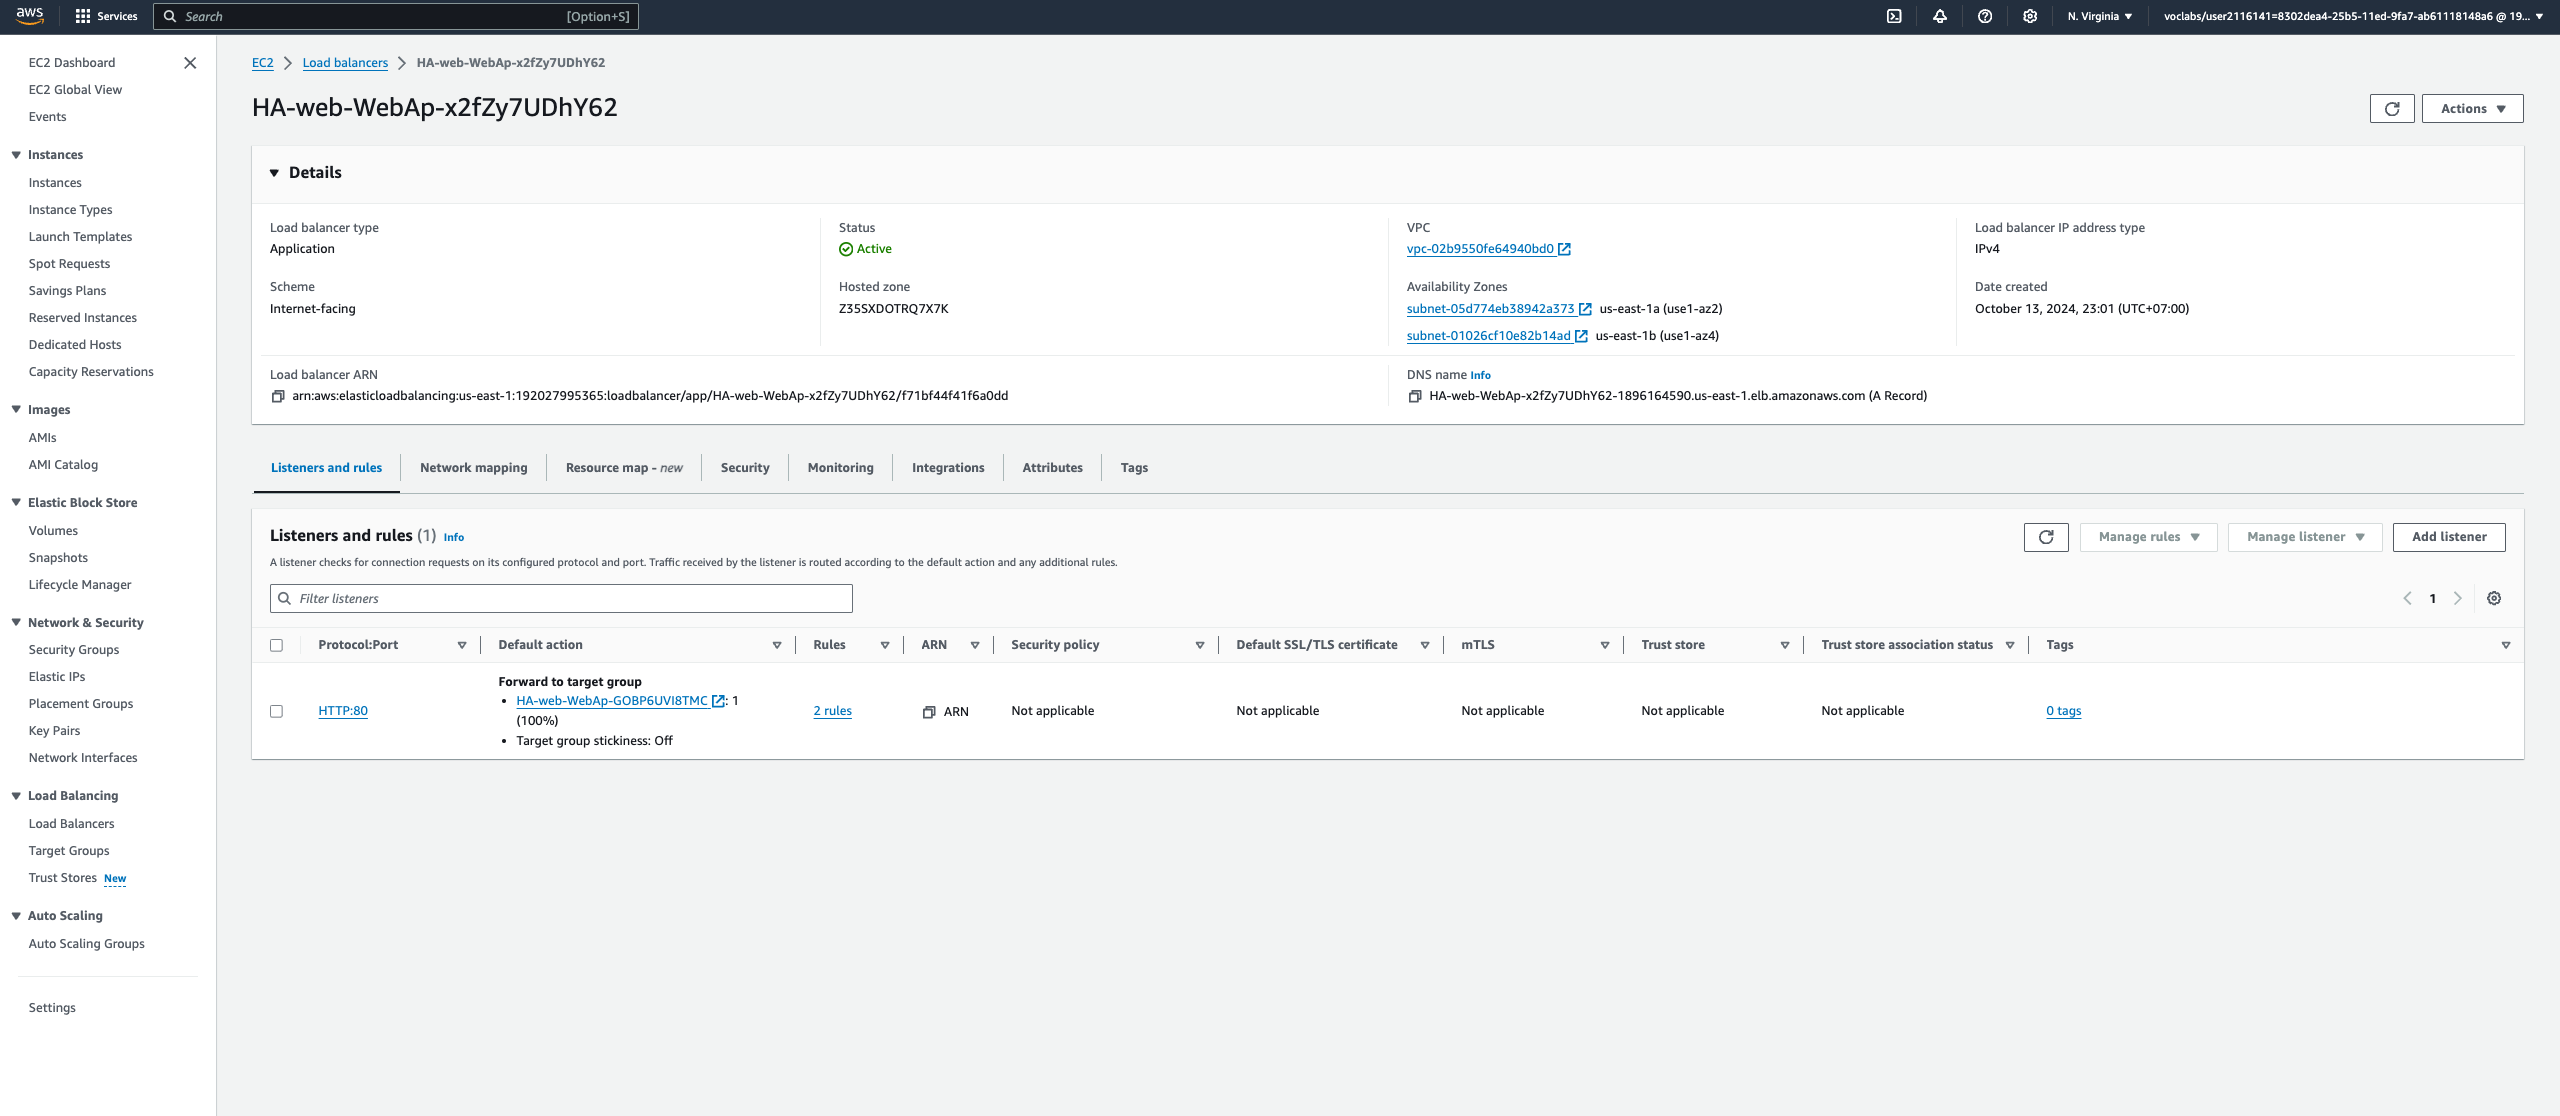 aws
Services
Search
[Option+S]
N. Virginia
voclabs/user2116141=8302dea4-25b5-11ed-9fa7-ab61118148a6 @ 19...
EC2 Dashboard
EC2 Global View
Events
Instances
Instances
Instance Types
Launch Templates
Spot Requests
Savings Plans
Reserved Instances
Dedicated Hosts
Capacity Reservations
Images
AMIs
AMI Catalog
Elastic Block Store
Volumes
Snapshots
Lifecycle Manager
Network & Security
Security Groups
Elastic IPs
Placement Groups
Key Pairs
Network Interfaces
Load Balancing
Load Balancers
Target Groups
Trust Stores New
Auto Scaling
Auto Scaling Groups
Settings
EC2 > Load balancers > HA-web-WebAp-x2fZy7UDhY62
HA-web-WebAp-x2fZy7UDhY62
Actions
Details
Load balancer type
Application
Status
Active
VPC
vpc-02b9550fe64940bd0
Load balancer IP address type
IPv4
Scheme
Internet-facing
Hosted zone
Z35SXDOTRQ7X7K
Availability Zones
subnet-05d774eb38942a373 us-east-1a (use1-az2)
subnet-01026cf10e82b14ad us-east-1b (use1-az4)
Date created
October 13, 2024, 23:01 (UTC+07:00)
Load balancer ARN
arn:aws:elasticloadbalancing:us-east-1:192027995365:loadbalancer/app/HA-web-WebAp-x2fZy7UDhY62/f71bf44f41f6a0dd
DNS name Info
HA-web-WebAp-x2fZy7UDhY62-1896164590.us-east-1.elb.amazonaws.com (A Record)
Listeners and rules
Network mapping
Resource map - new
Security
Monitoring
Integrations
Attributes
Tags
Listeners and rules (1) Info
Manage rules
Manage listener
Add listener
A listener checks for connection requests on its configured protocol and port. Traffic received by the listener is routed according to the default action and any additional rules.
Filter listeners
1
Protocol:Port
Default action
Rules
ARN
Security policy
Default SSL/TLS certificate
mTLS
Trust store
Trust store association status
Tags
HTTP:80
Forward to target group
• HA-web-WebAp-GOBP6UVI8TMC : 1
(100%)
• Target group stickiness: Off
2 rules
ARN
Not applicable
Not applicable
Not applicable
Not applicable
Not applicable
0 tags